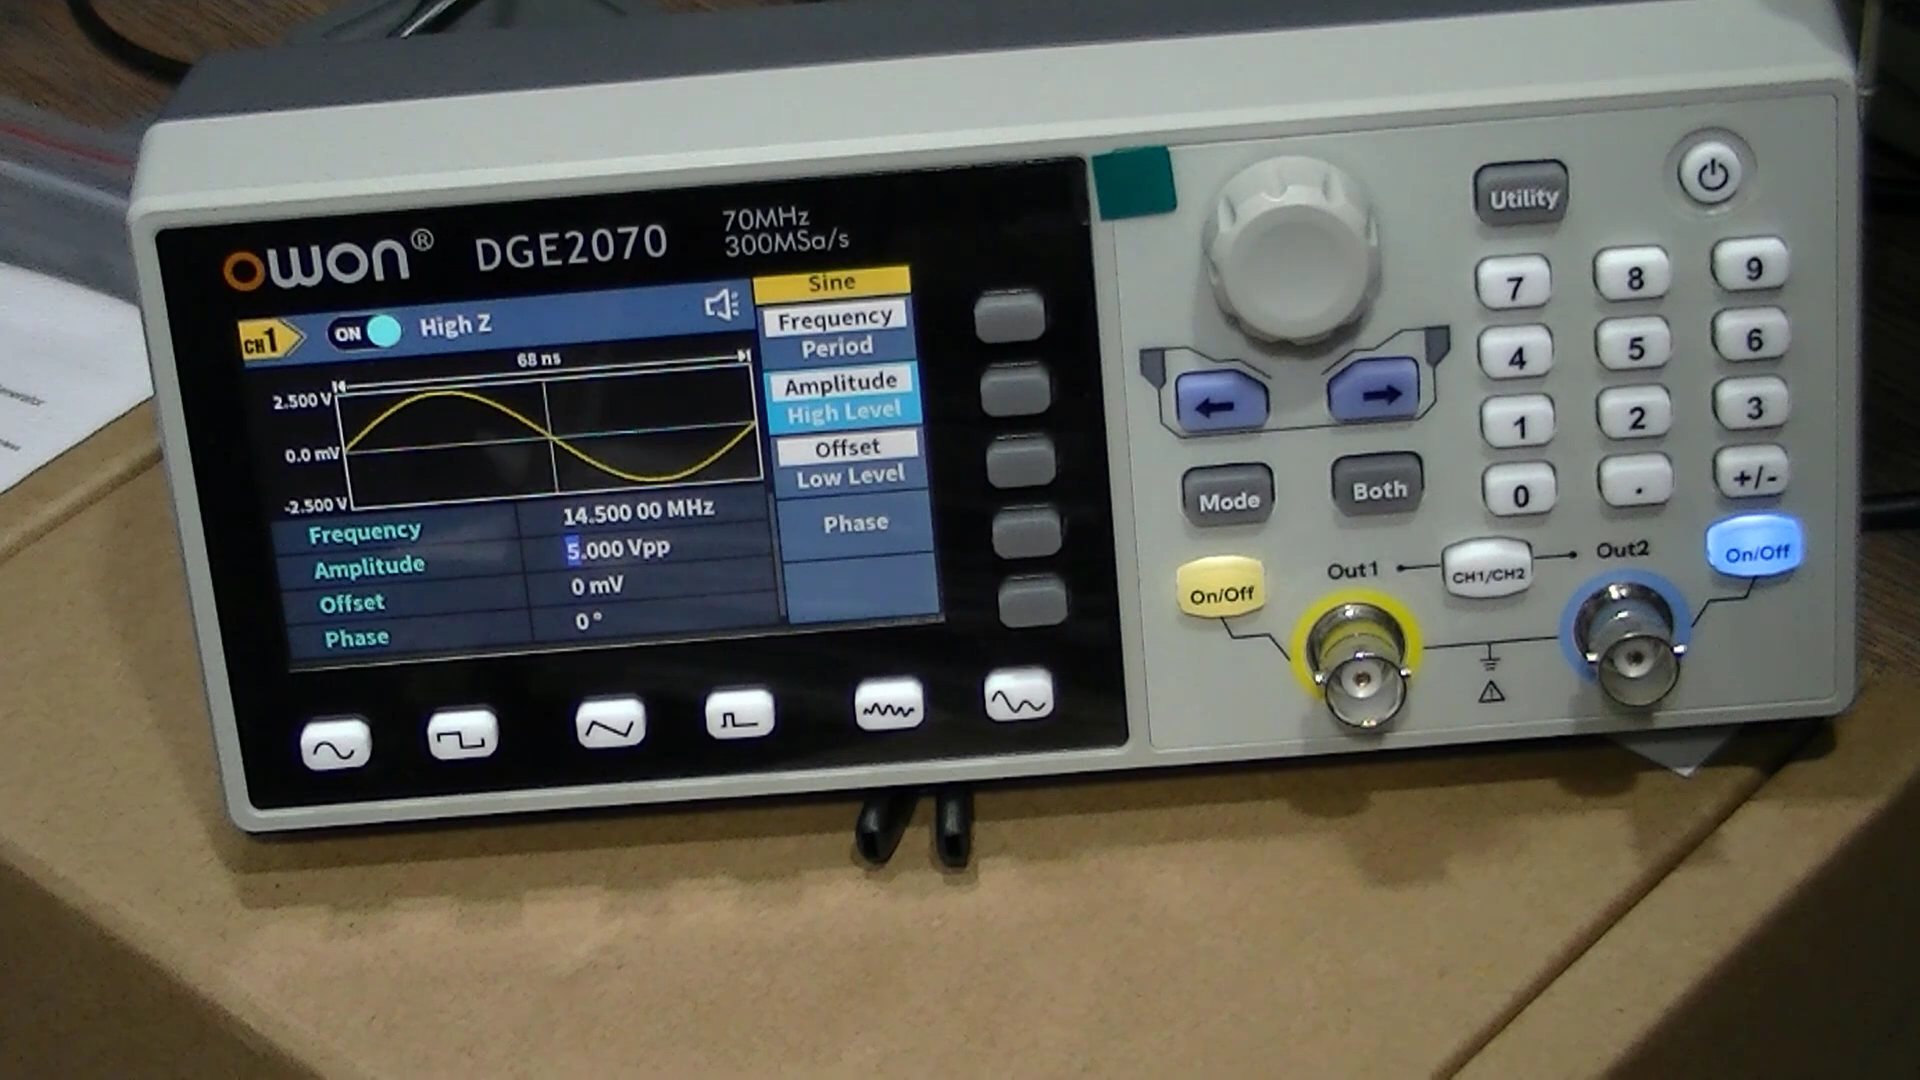 OWON® DGE2070 70MHz
300MSa/s
CH1 ON High Z
68 ns
2.500 V
0.0 mV
-2.500 V
Frequency 14.500 00 MHz
Amplitude 5.000 Vpp
Offset 0 mV
Phase 0 °
Sine
Frequency
Period
Amplitude
High Level
Offset
Low Level
Phase
Utility
7 8 9
4 5 6
1 2 3
0 . +/-
Mode Both
On/Off Out1 CH1/CH2 Out2 On/Off